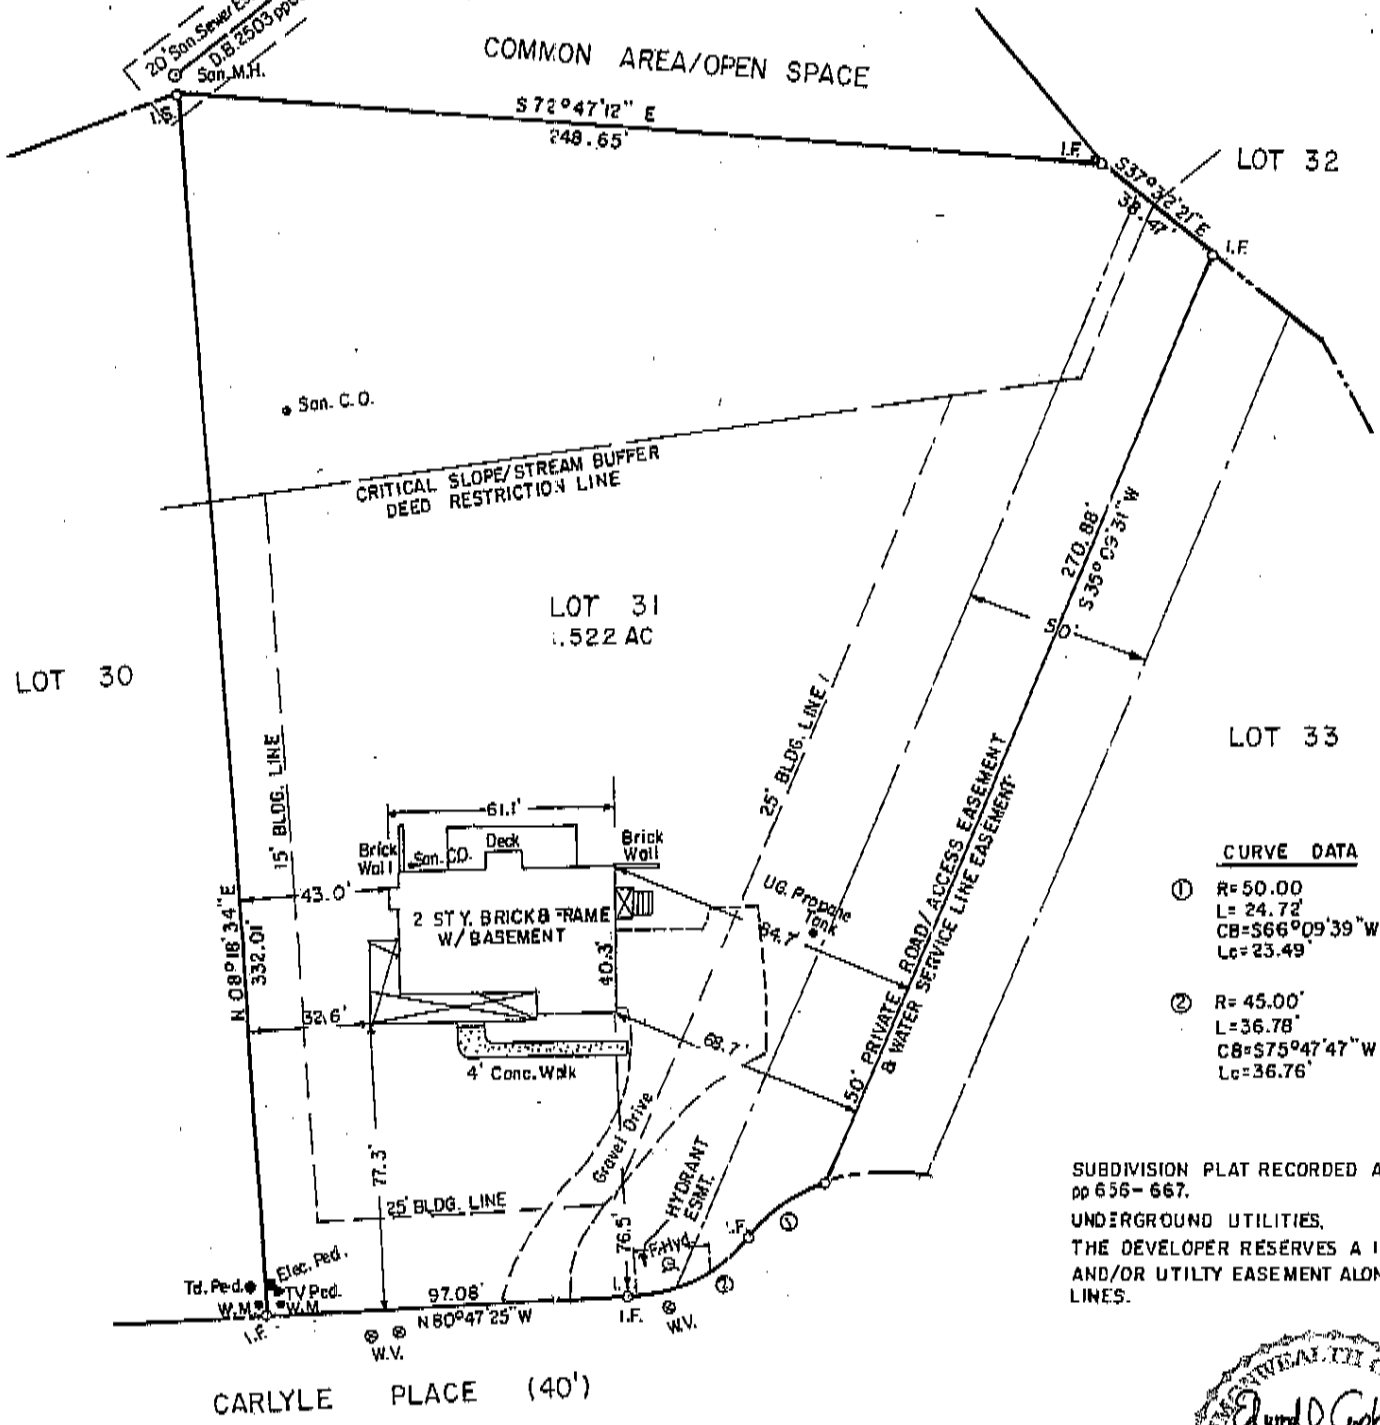 20' San. Sewer
D.B. 2503
San. M.H.
COMMON AREA/OPEN SPACE
I.S.
S 72°47'12" E
248.65'
I.F.
S37°32'21"E
38.47'
LOT 32
I.F.
San. C.O.
CRITICAL SLOPE/STREAM BUFFER
DEED RESTRICTION LINE
270.88'
S 35°09'31" W
LOT 31
.522 AC
50'
LOT 30
LOT 33
15' BLDG. LINE
25' BLDG. LINE
61.1'
Brick
Wall
San. CO.
Deck
Brick
Wall
43.0'
2 STY. BRICK & FRAME
W/ BASEMENT
40.3'
UG. Propane
Tank
64.7'
N 08°18'34" E
332.01'
32.6'
68.7'
4' Conc. Walk
50' PRIVATE ROAD/ACCESS EASEMENT
& WATER SERVICE LINE EASEMENT
CURVE DATA
① R=50.00
L= 24.72'
CB=S66°09'39"W
Lc=23.49'
② R= 45.00'
L=36.78'
CB=S75°47'47"W
Lc=36.76'
77.3'
Gravel Drive
HYDRANT
ESMT.
25' BLDG. LINE
76.5'
F. Hyd.
I.F.
①
②
Elec. Ped.
Tel. Ped.
TV Ped.
W.M.
W.M.
I.F.
97.08'
N 80°47'25" W
I.F.
W.V.
W.V.
CARLYLE PLACE (40')
SUBDIVISION PLAT RECORDED
pp 656-667.
UNDERGROUND UTILITIES.
THE DEVELOPER RESERVES A
AND/OR UTILTY EASEMENT
LINES.